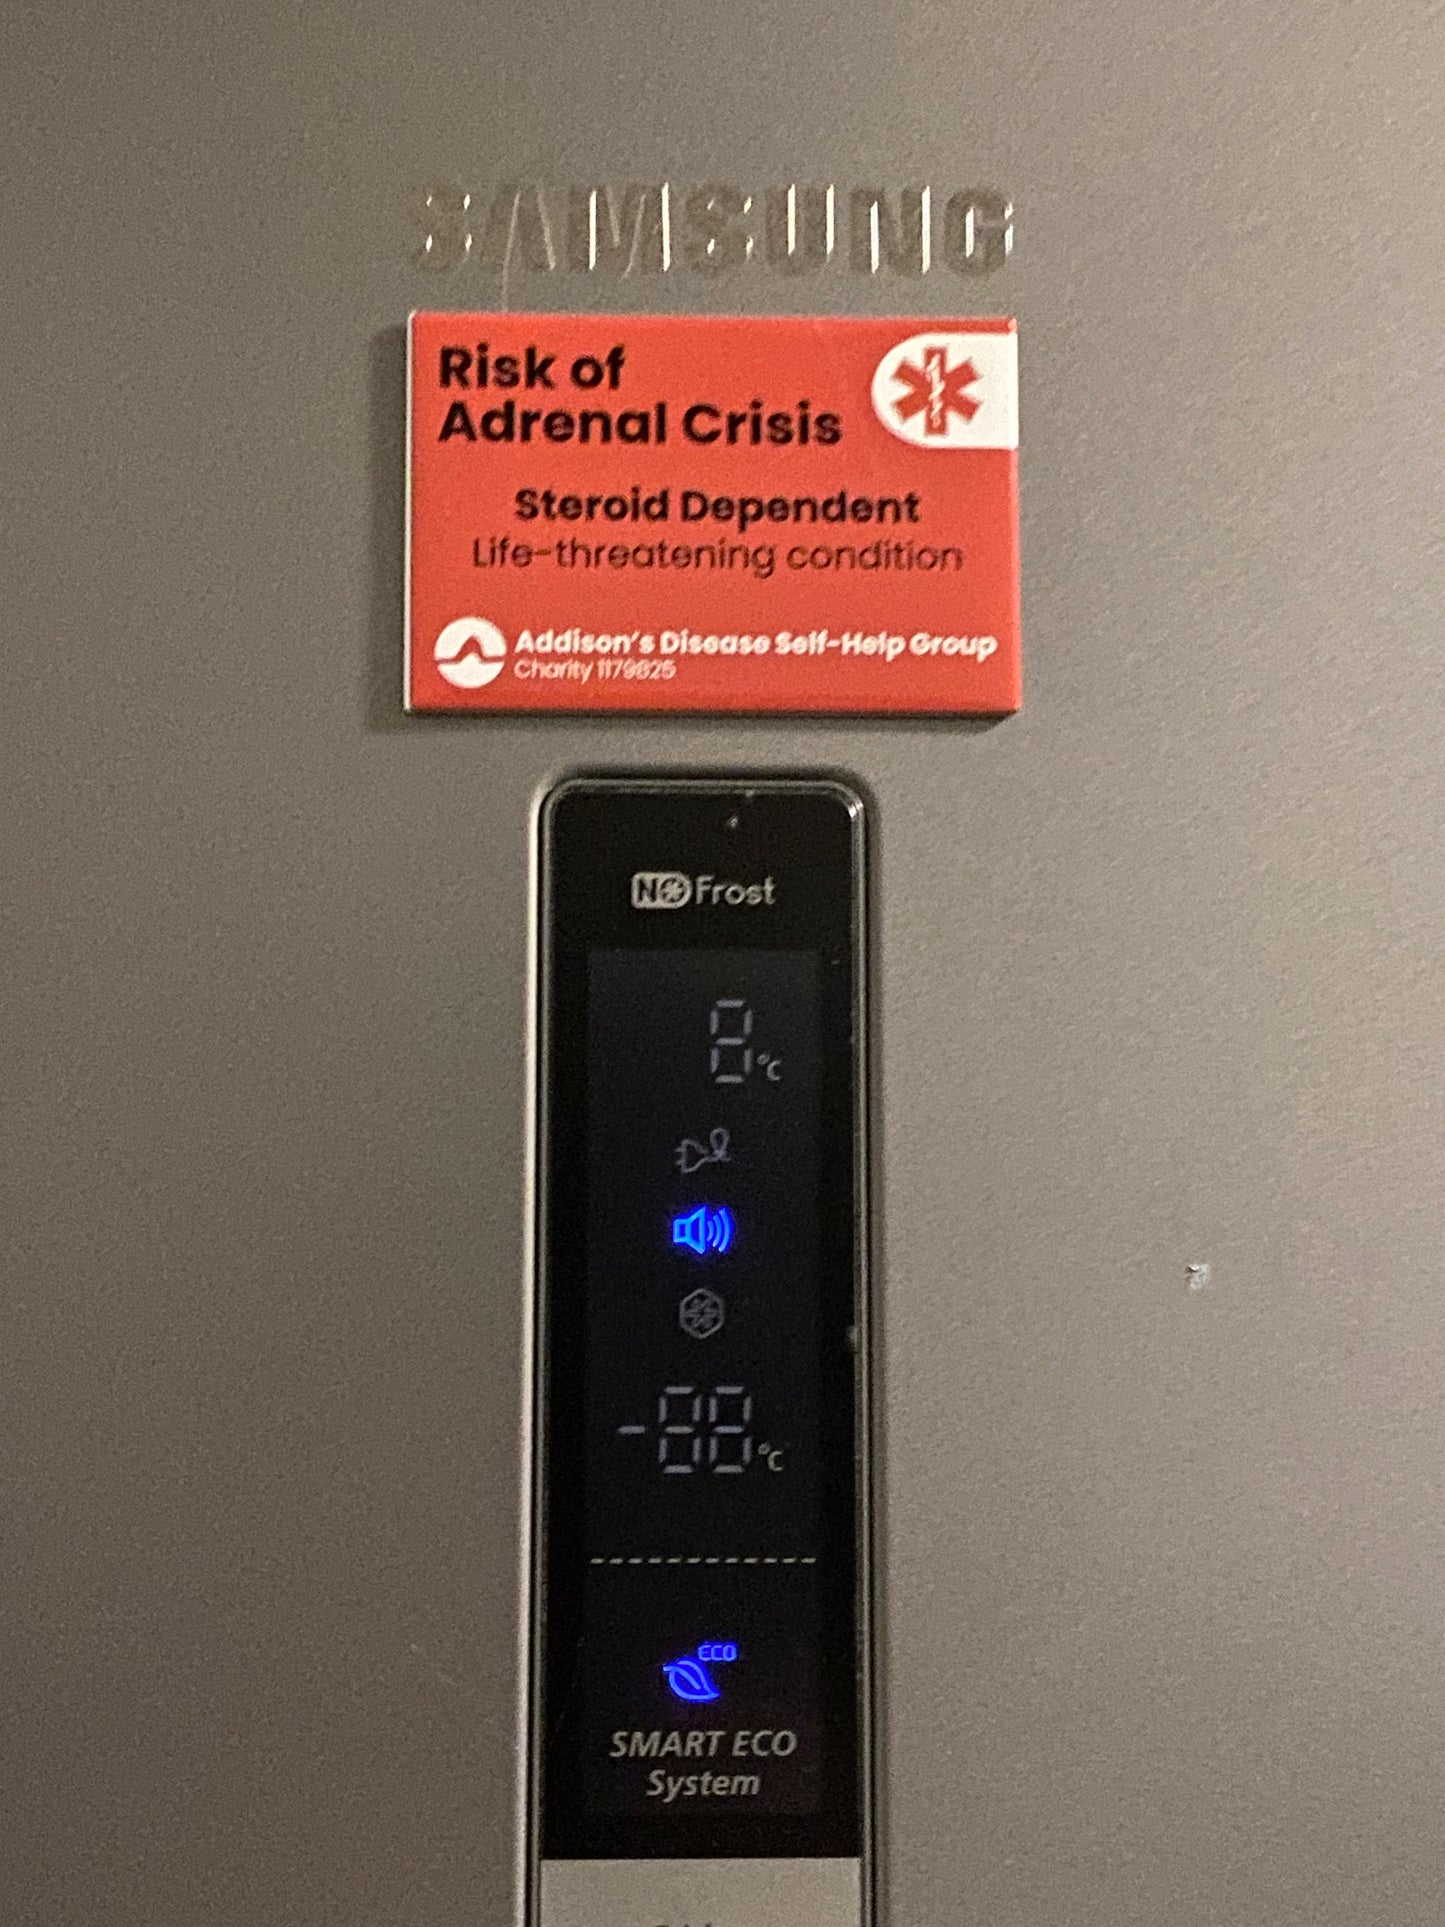 SAMSUNG
Risk of
Adrenal Crisis
Steroid Dependent
Life-threatening condition
Addison's Disease Self-Help Group
Charity 1179825
NO Frost
8 °C
-88 °C
ECO
SMART ECO
System